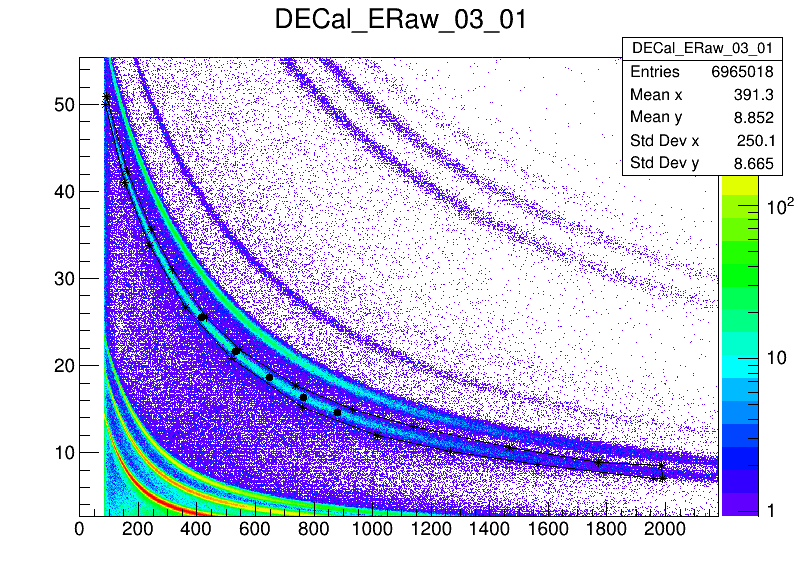 DECal_ERaw_03_01
DECal_ERaw_03_01
Entries 6965018
Mean x 391.3
Mean y 8.852
Std Dev x 250.1
Std Dev y 8.665
50
40
30
20
10
0 200 400 600 800 1000 1200 1400 1600 1800 2000
10²
10
1